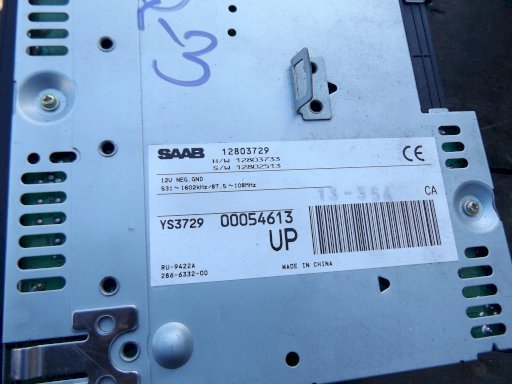 SAAB 12803729
H/W 12803733
S/W 12802513
12V NEG.GND
531~1602kHz/87.5~108MHz
CA
YS3729 00054613
UP
RU-9422A
286-6332-00
MADE IN CHINA